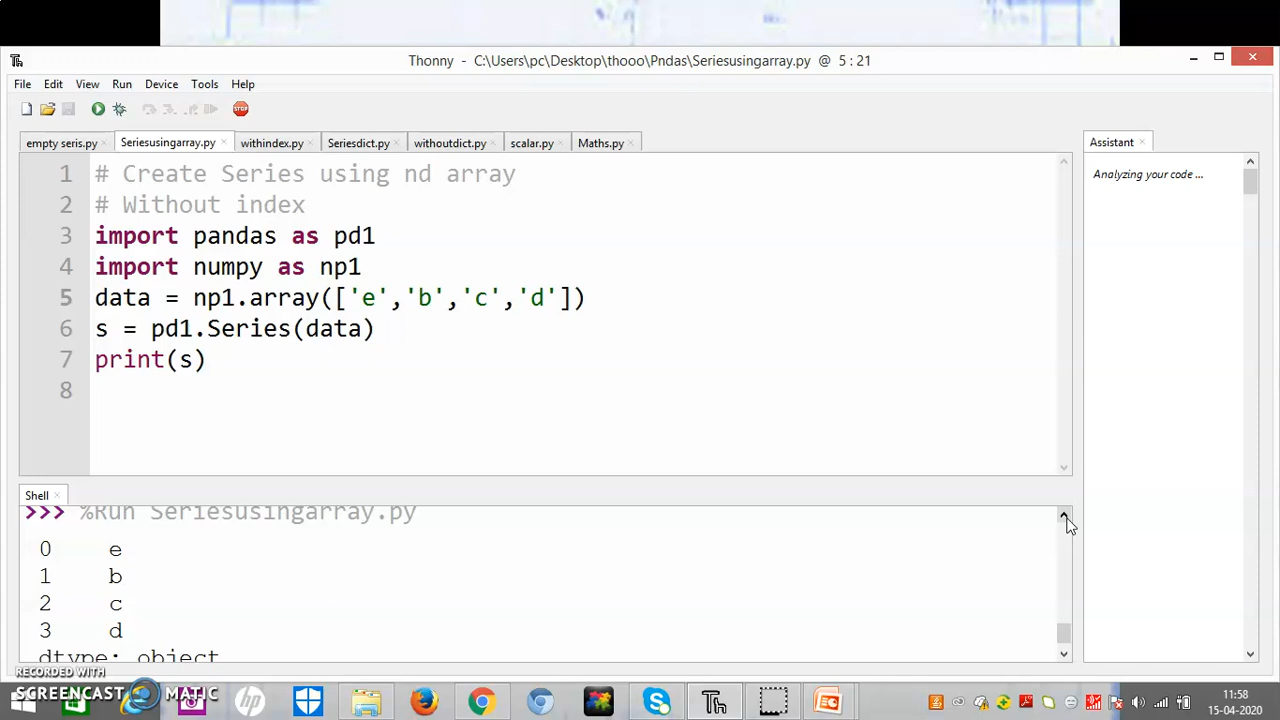 Th Thonny - C:\Users\pc\Desktop\thooo\Pndas\Seriesusingarray.py @ 5 : 21
File Edit View Run Device Tools Help
STOP
empty seris.py Seriesusingarray.py withindex.py Seriesdict.py withoutdict.py scalar.py Maths.py
Assistant
Analyzing your code ...
1 # Create Series using nd array
2 # Without index
3 import pandas as pd1
4 import numpy as np1
5 data = np1.array(['e','b','c','d'])
6 s = pd1.Series(data)
7 print(s)
8
Shell
>>> %Run Seriesusingarray.py
0 e
1 b
2 c
3 d
dtype: object
RECORDED WITH
SCREENCAST MATIC
hp
Th
11:58
15-04-2020